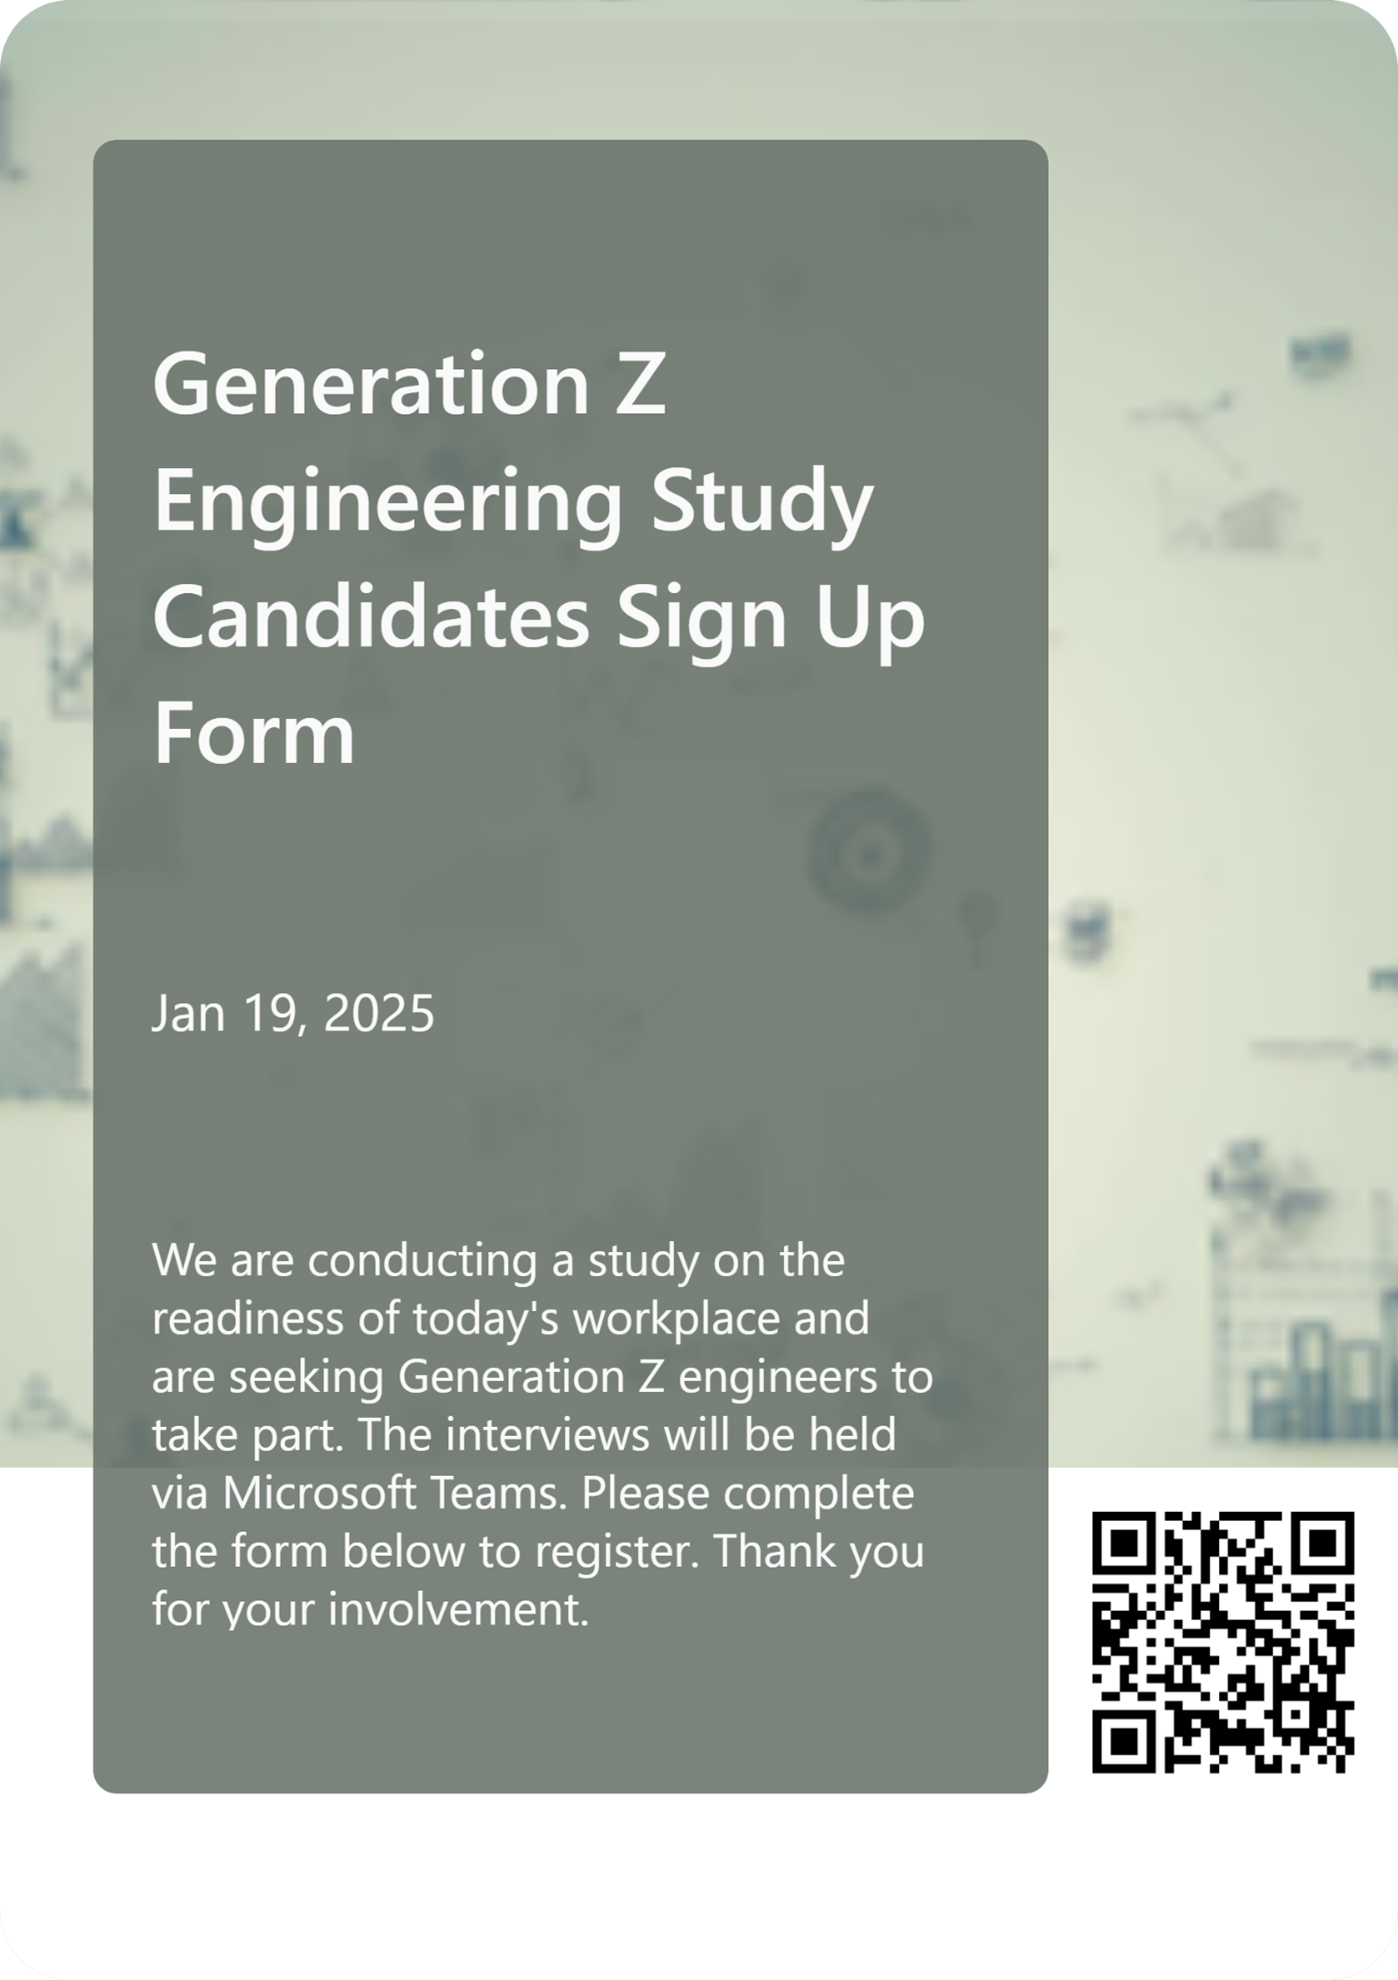 Generation Z
Engineering Study
Candidates Sign Up
Form
Jan 19, 2025
We are conducting a study on the
readiness of today's workplace and
are seeking Generation Z engineers to
take part. The interviews will be held
via Microsoft Teams. Please complete
the form below to register. Thank you
for your involvement.